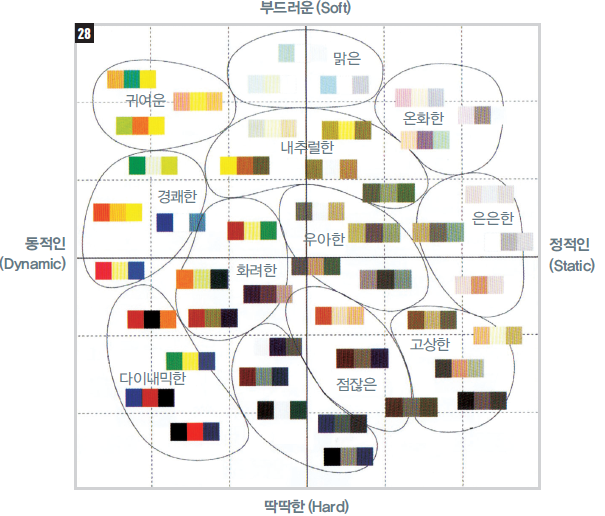 부드러운 (Soft)
28
맑은
귀여운
온화한
내추럴한
경쾌한
은은한
동적인
(Dynamic)
우아한
정적인
(Static)
화려한
고상한
다이내믹한
점잖은
딱딱한 (Hard)